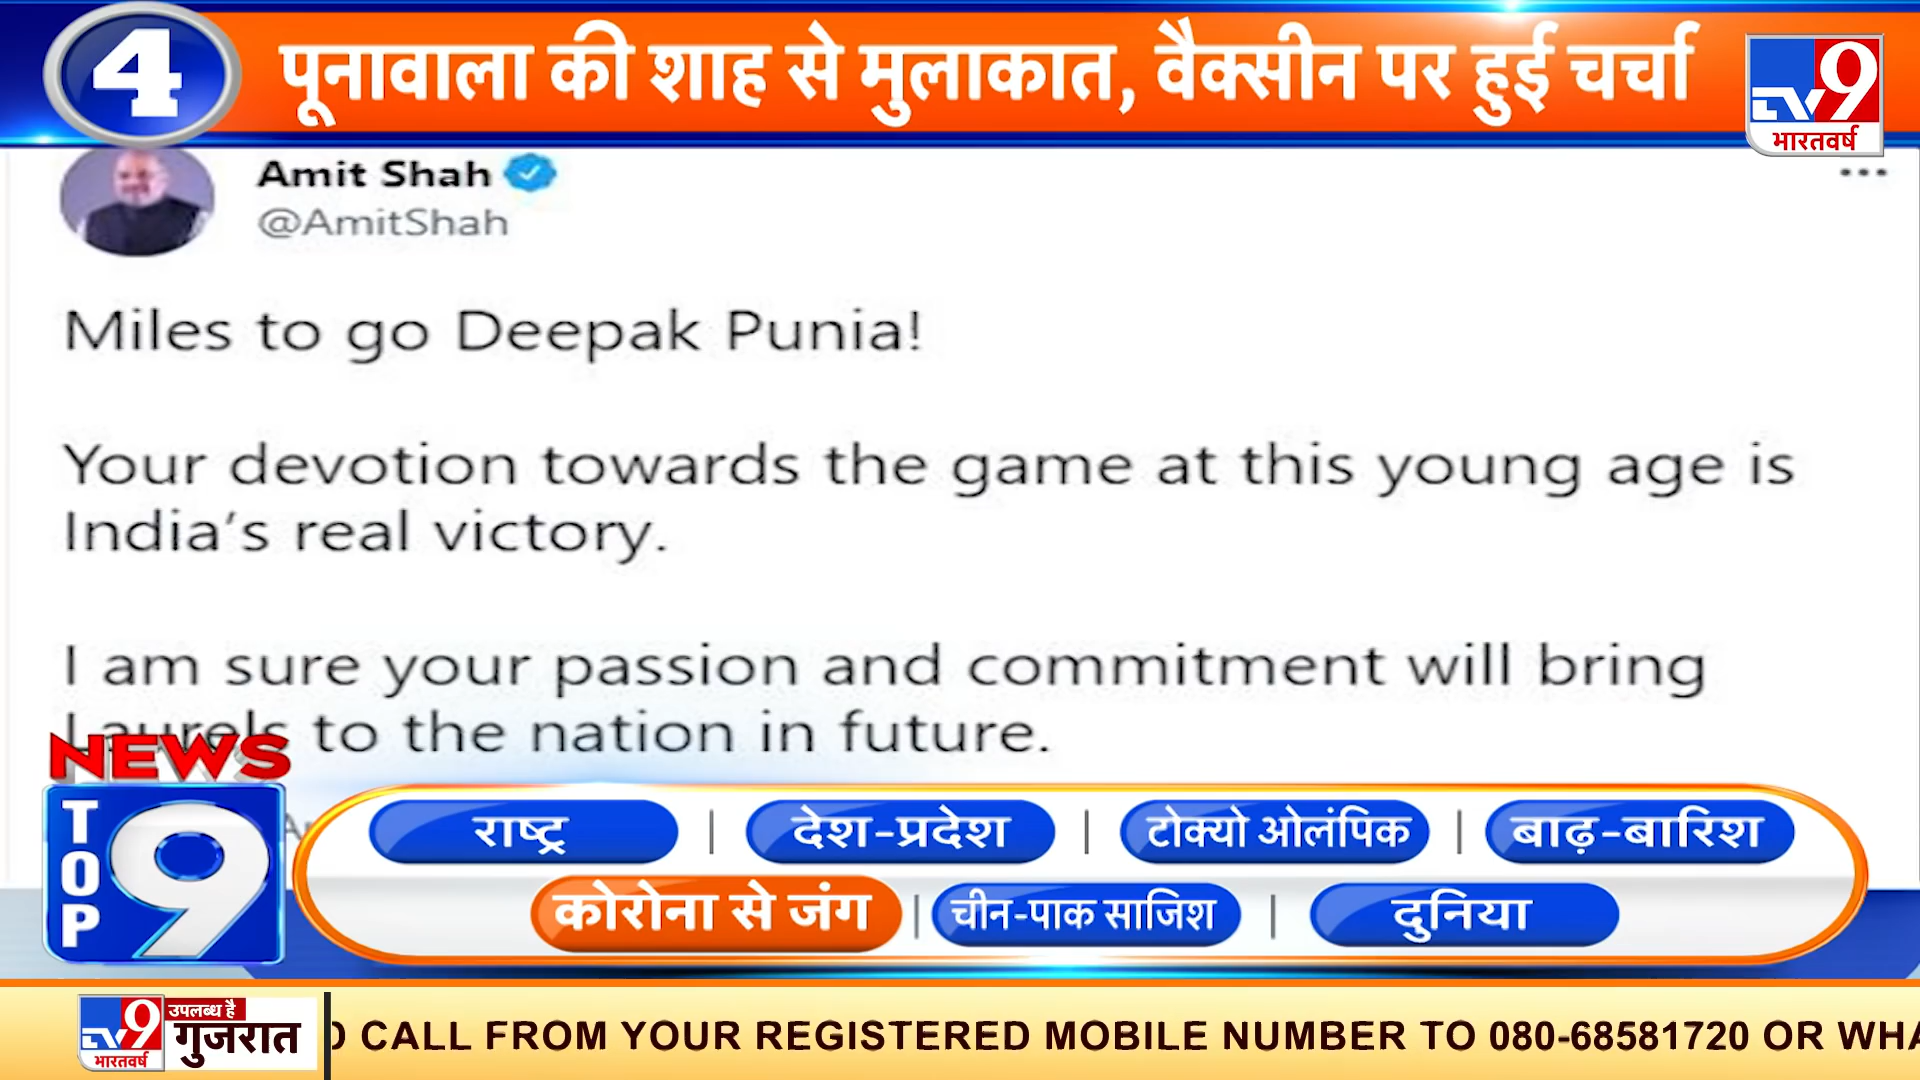 4 पूनावाला की शाह से मुलाकात, वैक्सीन पर हुई चर्चा
TV9
भारतवर्ष
Amit Shah
@AmitShah
Miles to go Deepak Punia!
Your devotion towards the game at this young age is
India's real victory.
I am sure your passion and commitment will bring
Laurels to the nation in future.
NEWS
TOP
9
राष्ट्र | देश-प्रदेश | टोक्यो ओलंपिक | बाढ़-बारिश
कोरोना से जंग | चीन-पाक साजिश | दुनिया
TV9
भारतवर्ष
उपलब्ध है
गुजरात
CALL FROM YOUR REGISTERED MOBILE NUMBER TO 080-68581720 OR